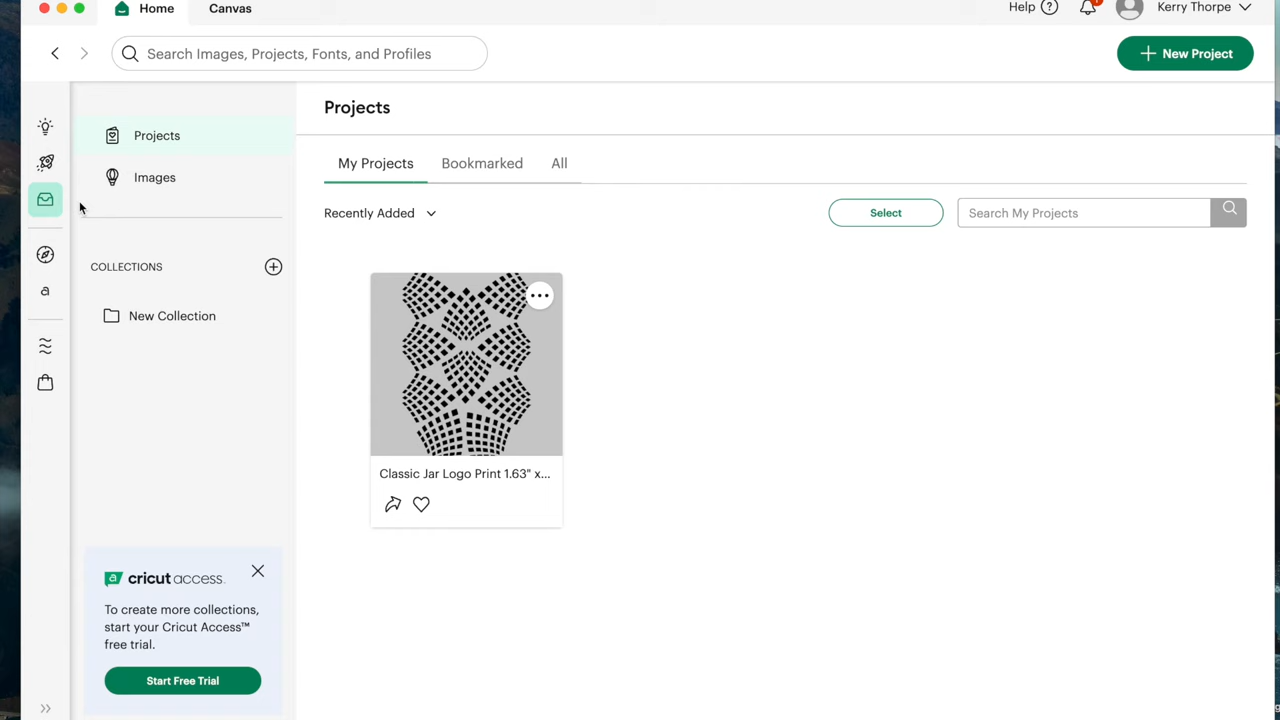 Home
Canvas
Help
Kerry Thorpe
Search Images, Projects, Fonts, and Profiles
New Project
Projects
Images
COLLECTIONS
New Collection
cricut access.
To create more collections,
start your Cricut Access™
free trial.
Start Free Trial
Projects
My Projects
Bookmarked
All
Recently Added
Select
Search My Projects
Classic Jar Logo Print 1.63" x...